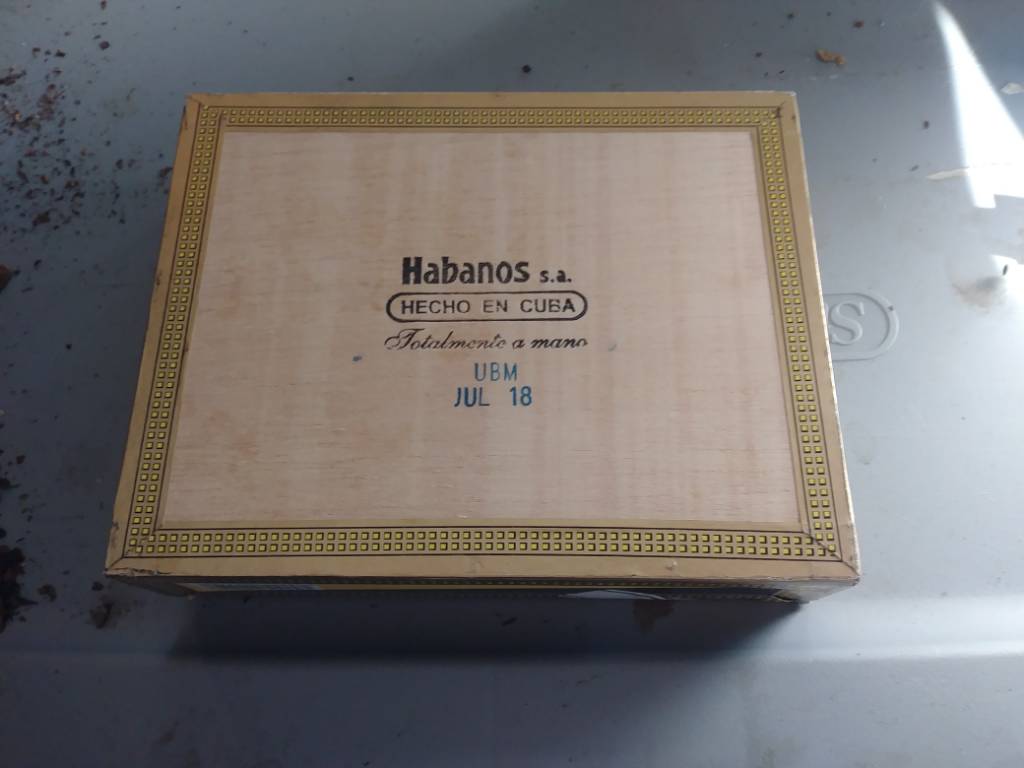 Habanos s.a.
HECHO EN CUBA
Totalmente a mano
UBM
JUL 18
S